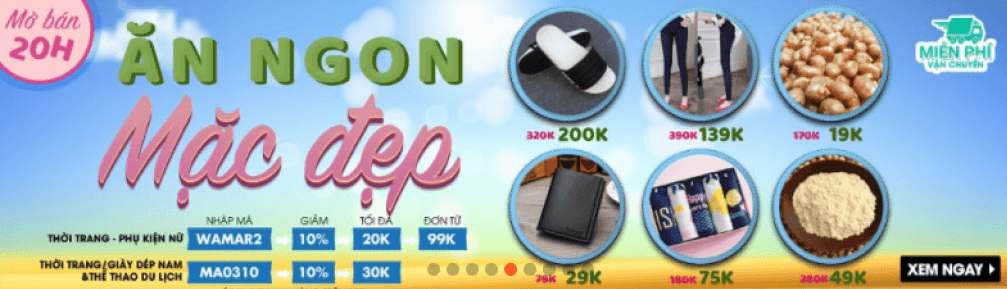 Mở bán
20H
ĂN NGON
Mặc đẹp
NHẬP MÃ GIẢM TỐI ĐA ĐƠN TỪ
THỜI TRANG - PHỤ KIỆN NỮ WAMAR2 10% 20K 99K
THỜI TRANG/GIÀY DÉP NAM
&THỂ THAO DU LỊCH MA0310 10% 30K
320K 200K
390K 139K
170K 19K
79K 29K
180K 75K
280K 49K
MIỄN PHÍ
VẬN CHUYỂN
XEM NGAY